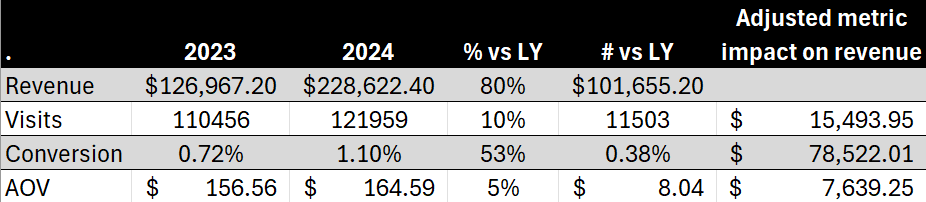 Adjusted metric
. 2023 2024 % vs LY # vs LY impact on revenue
Revenue $126,967.20 $228,622.40 80% $101,655.20
Visits 110456 121959 10% 11503 $ 15,493.95
Conversion 0.72% 1.10% 53% 0.38% $ 78,522.01
AOV $ 156.56 $ 164.59 5% $ 8.04 $ 7,639.25